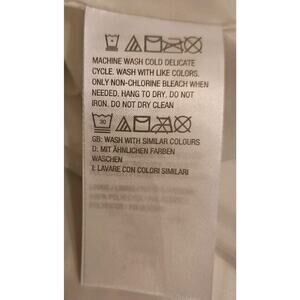 MACHINE WASH COLD DELICATE
CYCLE. WASH WITH LIKE COLORS.
ONLY NON-CHLORINE BLEACH WHEN
NEEDED. HANG TO DRY. DO NOT
IRON. DO NOT DRY CLEAN
30
GB: WASH WITH SIMILAR COLOURS
D: MIT ÄHNLICHEN FARBEN
WASCHEN
I: LAVARE CON COLORI SIMILARI